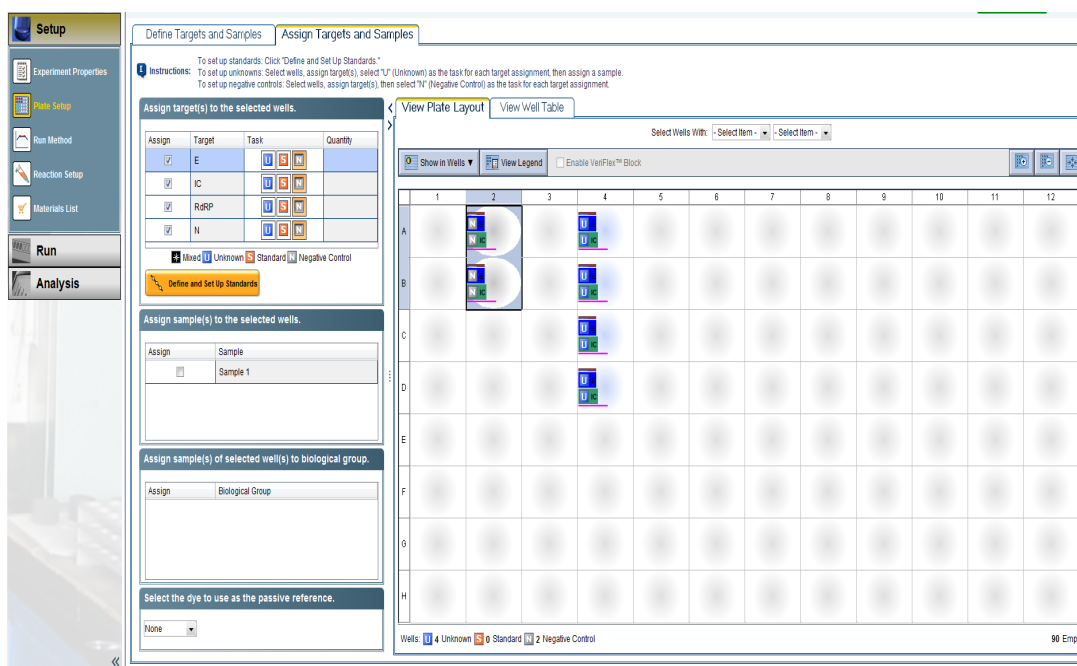 Setup
Experiment Properties
Plate Setup
Run Method
Reaction Setup
Materials List
Run
Analysis
«
Define Targets and Samples
Assign Targets and Samples
Instructions:
To set up standards: Click "Define and Set Up Standards."
To set up unknowns: Select wells, assign target(s), select "U" (Unknown) as the task for each target assignment, then assign a sample.
To set up negative controls: Select wells, assign target(s), then select "N" (Negative Control) as the task for each target assignment.
Assign target(s) to the selected wells.
Assign Target Task Quantity
E U S N
IC U S N
RdRP U S N
N U S N
Mixed U Unknown S Standard N Negative Control
Define and Set Up Standards
Assign sample(s) to the selected wells.
Assign Sample
Sample 1
Assign sample(s) of selected well(s) to biological group.
Assign Biological Group
Select the dye to use as the passive reference.
None
View Plate Layout View Well Table
Select Wells With: - Select Item - - Select Item -
Show in Wells ▼ View Legend Enable VeriFlex™ Block
1 2 3 4 5 6 7 8 9 10 11 12
A N U
N IC U IC
B N U
N IC U IC
C U
U IC
D U
U IC
E
F
G
H
Wells: U 4 Unknown S 0 Standard N 2 Negative Control 90 Emp